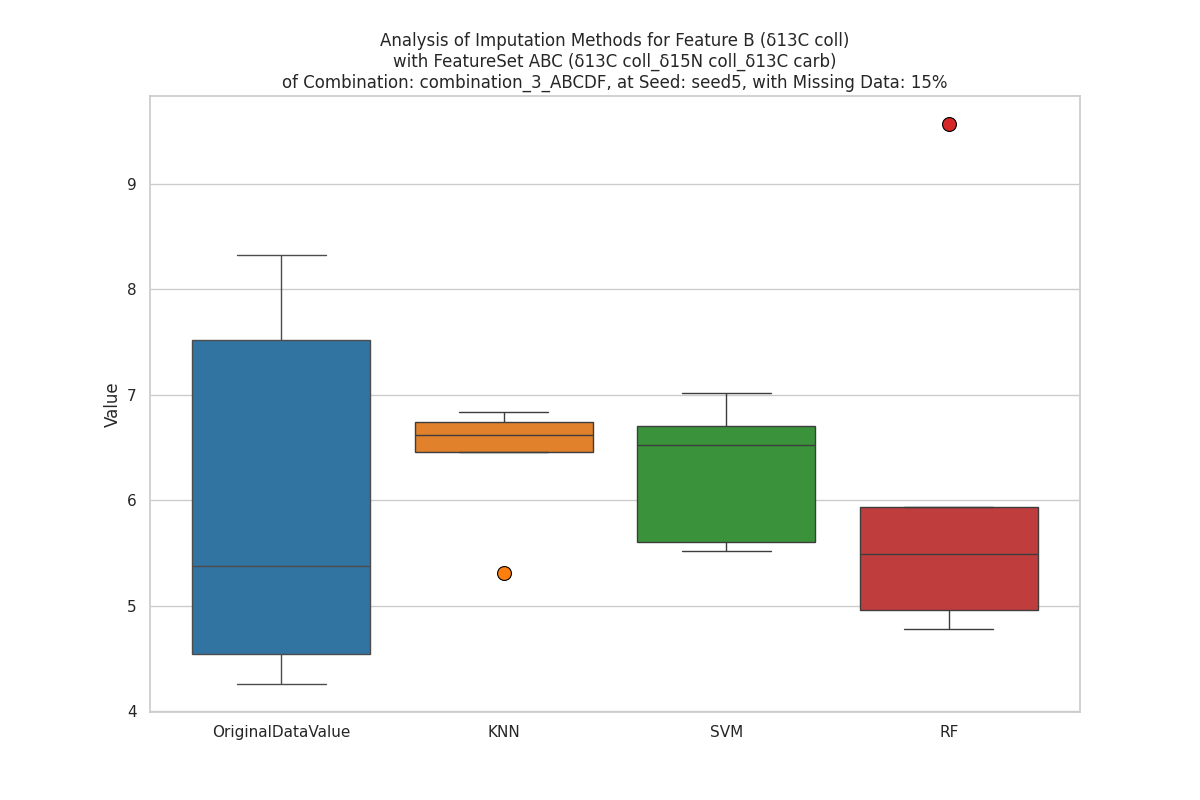 Analysis of Imputation Methods for Feature B (δ13C coll)
with FeatureSet ABC (δ13C coll_δ15N coll_δ13C carb)
of Combination: combination_3_ABCDF, at Seed: seed5, with Missing Data: 15%
Value
9
8
7
6
5
4
OriginalDataValue KNN SVM RF